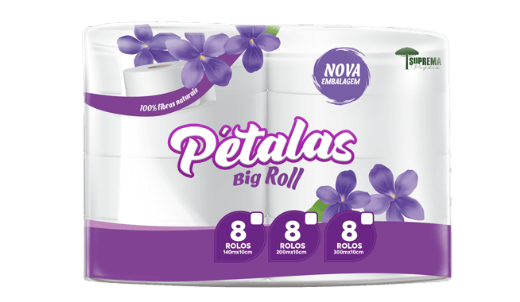 NOVA
EMBALAGEM
SUPREMA
100% fibras naturais
Pétalas
Big Roll
8
ROLOS
140mx10cm
8
ROLOS
200mx10cm
8
ROLOS
300mx10cm